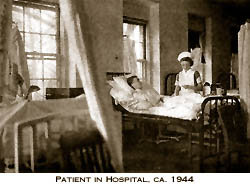 Patient in Hospital, ca. 1944